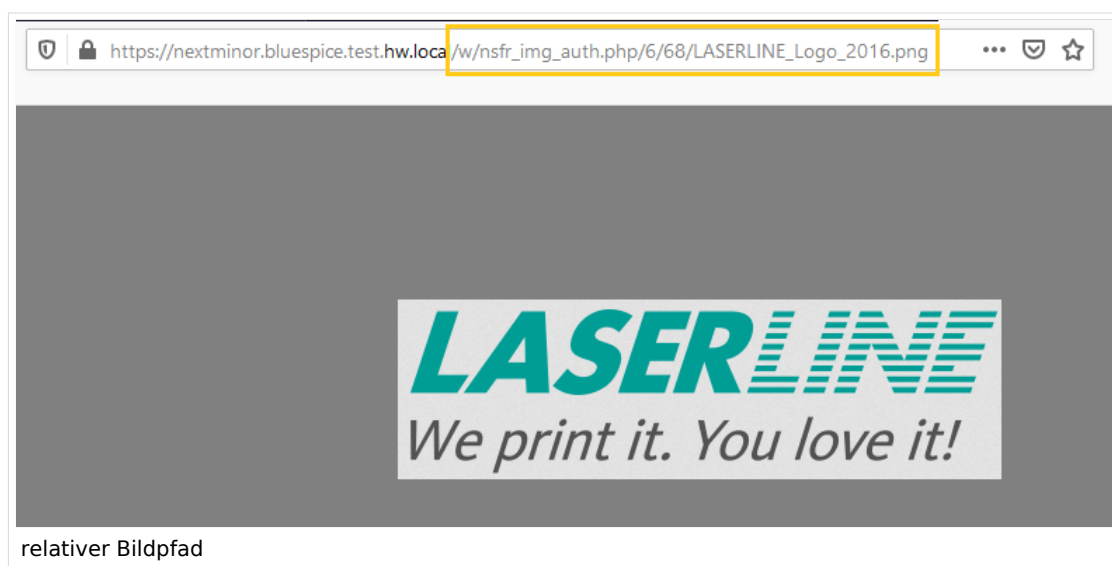 https://nextminor.bluespice.test.hw.loca/w/nsfr_img_auth.php/6/68/LASERLINE_Logo_2016.png
LASERLINE
We print it. You love it!
relativer Bildpfad